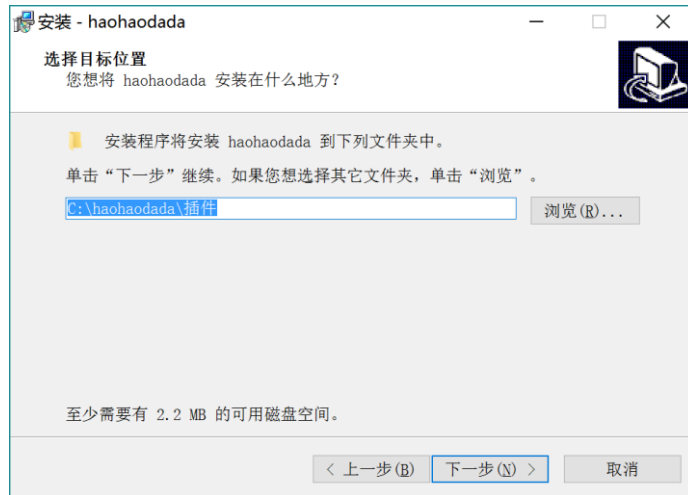 安装 - haohaodada
选择目标位置
您想将 haohaodada 安装在什么地方?
安装程序将安装 haohaodada 到下列文件夹中。
单击“下一步”继续。如果您想选择其它文件夹，单击“浏览”。
C:\haohaodada\插件
浏览(R)...
至少需要有 2.2 MB 的可用磁盘空间。
< 上一步(B)
下一步(N) >
取消